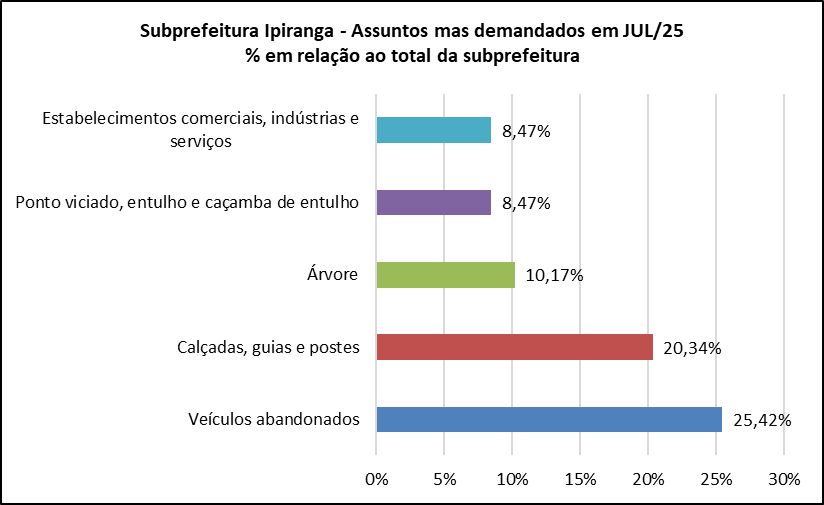 Subprefeitura Ipiranga - Assuntos mas demandados em JUL/25
% em relação ao total da subprefeitura
Estabelecimentos comerciais, indústrias e
serviços
8,47%
Ponto viciado, entulho e caçamba de entulho
8,47%
Árvore
10,17%
Calçadas, guias e postes
20,34%
Veículos abandonados
25,42%
0% 5% 10% 15% 20% 25% 30%